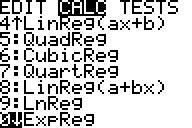 EDIT CALC TESTS
4↑LinReg(ax+b)
5:QuadReg
6:CubicReg
7:QuartReg
8:LinReg(a+bx)
9:LnReg
0↓ExpReg